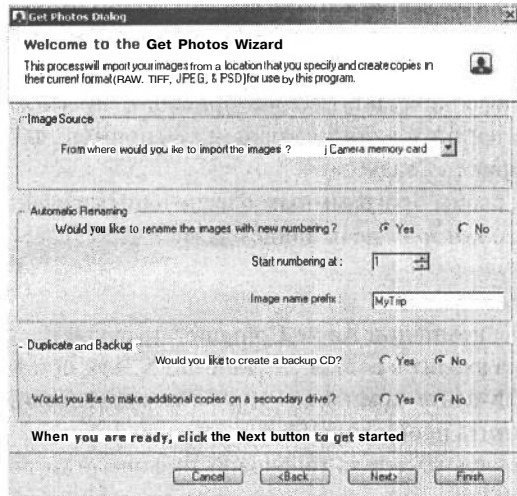 Get Photos Dialog
Welcome to the Get Photos Wizard
This process will import your images from a location that you specify and create copies in
their current format (RAW. TIFF, JPEG, & PSD) for use by this program.
Image Source
From where would you ike to import the images ? j Camera memory card
Automatic Renaming
Would you like to rename the images with new numbering ? Yes No
Start numbering at : 1
Image name prefix : MyTrip
Duplicate and Backup
Would you like to create a backup CD? Yes No
Would you like to make additional copies on a secondary drive ? Yes No
When you are ready, click the Next button to get started
Cancel <Back Next> Finish